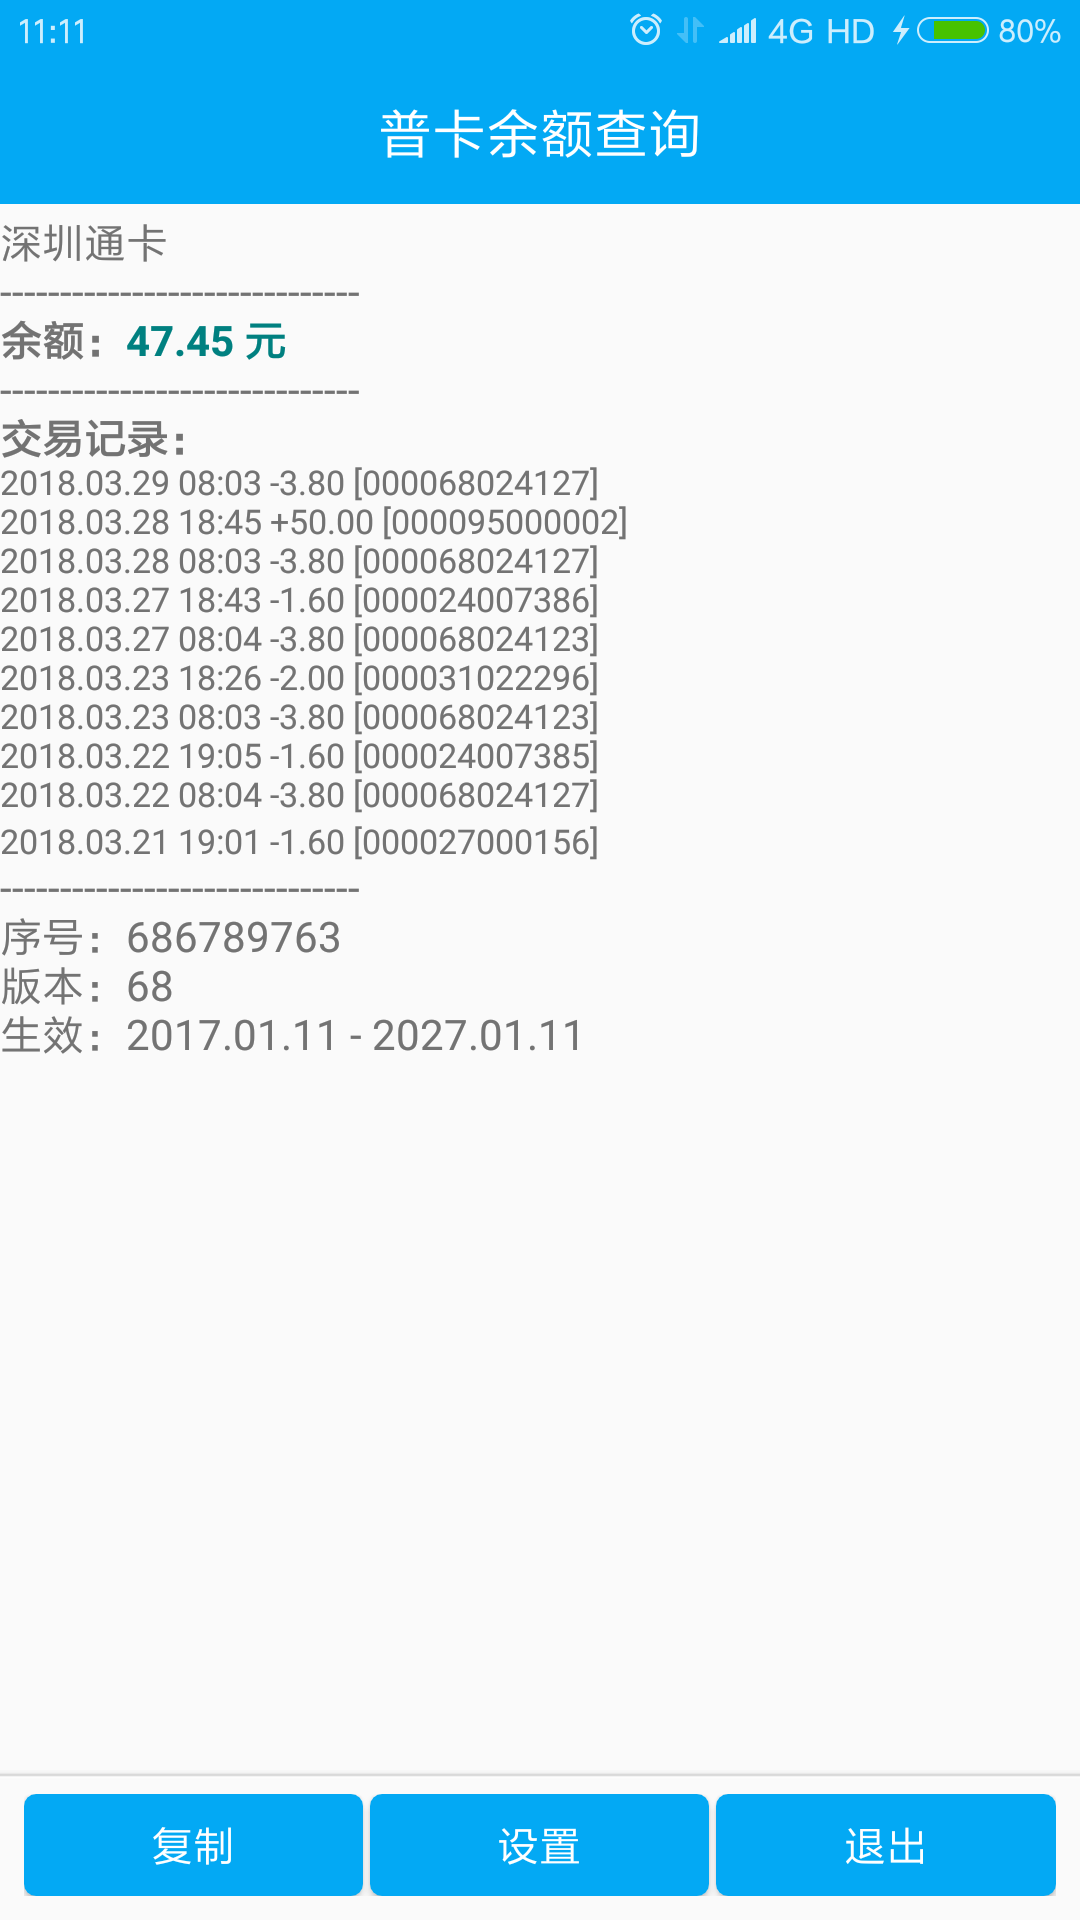 11:11 4G HD 80%
普卡余额查询
深圳通卡
------------------------------
余额：47.45 元
------------------------------
交易记录：
2018.03.29 08:03 -3.80 [000068024127]
2018.03.28 18:45 +50.00 [000095000002]
2018.03.28 08:03 -3.80 [000068024127]
2018.03.27 18:43 -1.60 [000024007386]
2018.03.27 08:04 -3.80 [000068024123]
2018.03.23 18:26 -2.00 [000031022296]
2018.03.23 08:03 -3.80 [000068024123]
2018.03.22 19:05 -1.60 [000024007385]
2018.03.22 08:04 -3.80 [000068024127]
2018.03.21 19:01 -1.60 [000027000156]
------------------------------
序号：686789763
版本：68
生效：2017.01.11 - 2027.01.11
复制 设置 退出